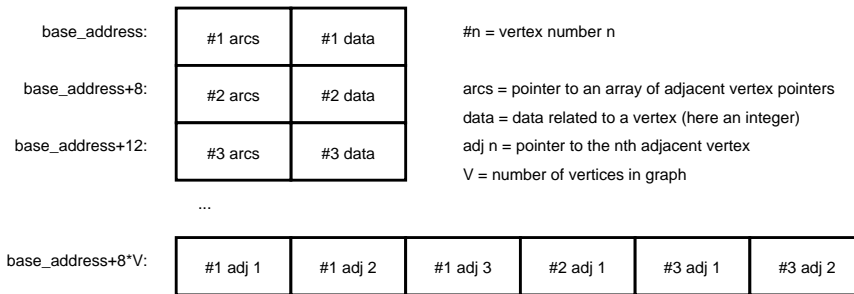 base_address: #1 arcs #1 data #n = vertex number n
base_address+8: #2 arcs #2 data arcs = pointer to an array of adjacent vertex pointers
data = data related to a vertex (here an integer)
base_address+12: #3 arcs #3 data adj n = pointer to the nth adjacent vertex
V = number of vertices in graph
...
base_address+8*V: #1 adj 1 #1 adj 2 #1 adj 3 #2 adj 1 #3 adj 1 #3 adj 2